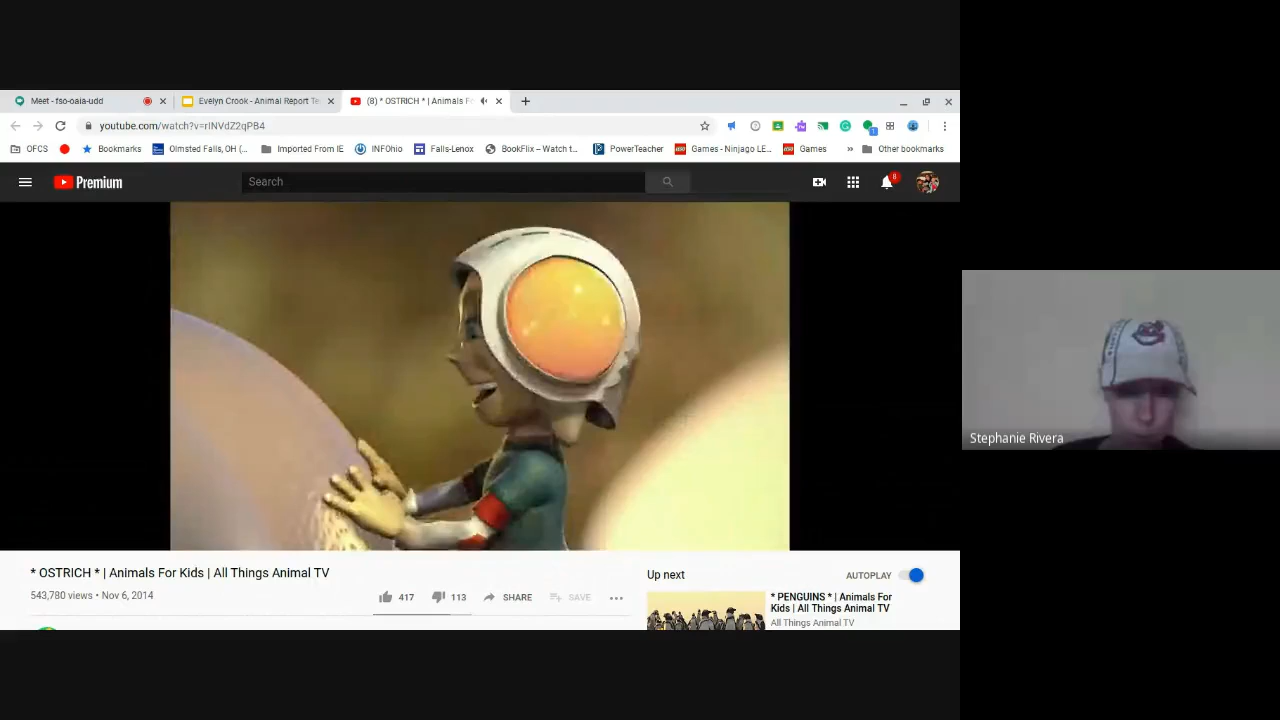 Meet - fso-oaia-udd
Evelyn Crook - Animal Report Te
(8) * OSTRICH * | Animals F
youtube.com/watch?v=rINVdZ2qPB4
OFCS
Bookmarks
Olmsted Falls, OH (...
Imported From IE
INFOhio
Falls-Lenox
BookFlix – Watch t...
PowerTeacher
Games - Ninjago LE...
Games
Other bookmarks
Premium
Search
8
Stephanie Rivera
* OSTRICH * | Animals For Kids | All Things Animal TV
543,780 views • Nov 6, 2014
417
113
SHARE
SAVE
Up next
AUTOPLAY
* PENGUINS * | Animals For
Kids | All Things Animal TV
All Things Animal TV